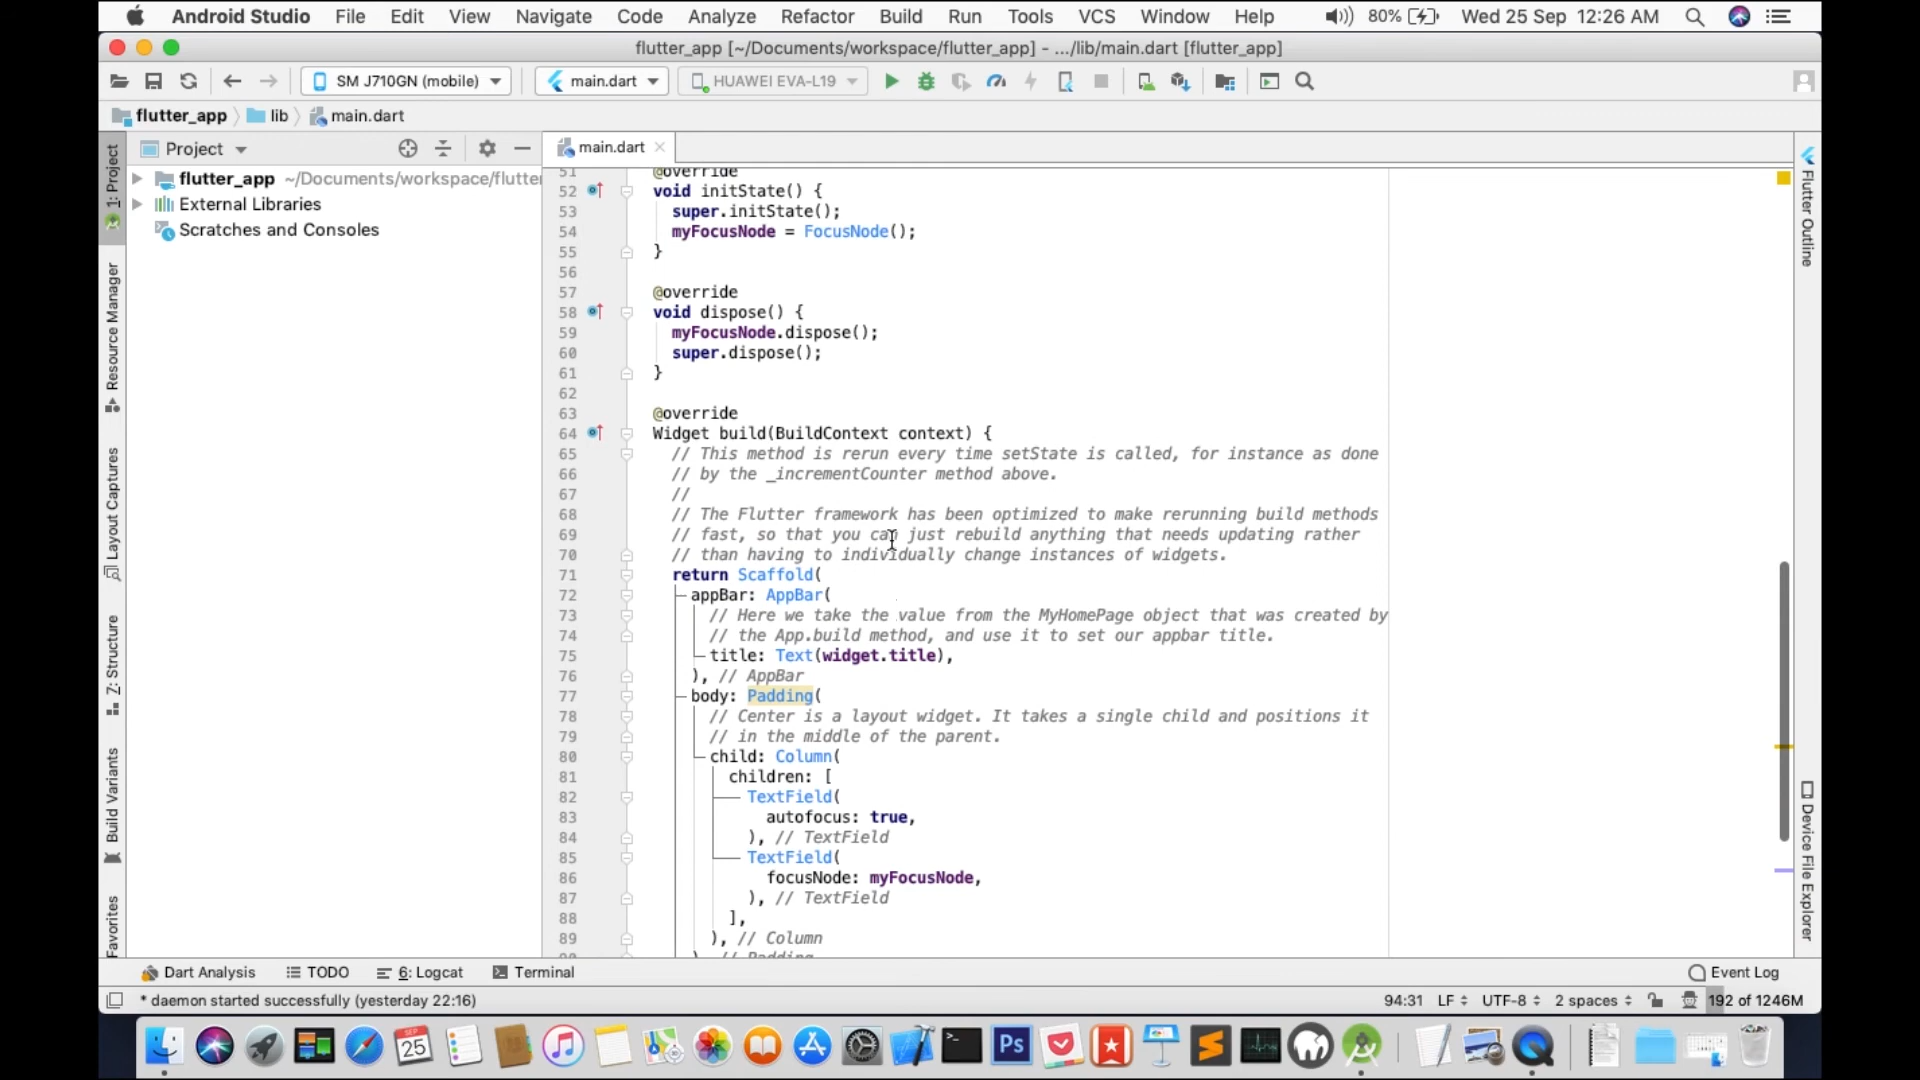 Android Studio File Edit View Navigate Code Analyze Refactor Build Run Tools VCS Window Help 80% Wed 25 Sep 12:26 AM
flutter_app [~/Documents/workspace/flutter_app] - .../lib/main.dart [flutter_app]
SM J710GN (mobile) main.dart HUAWEI EVA-L19
flutter_app lib main.dart
Project
main.dart
flutter_app ~/Documents/workspace/flutter
External Libraries
Scratches and Consoles
1: Project
Resource Manager
Layout Captures
Z: Structure
Build Variants
Favorites
51 @override
52 void initState() {
53 super.initState();
54 myFocusNode = FocusNode();
55 }
56
57 @override
58 void dispose() {
59 myFocusNode.dispose();
60 super.dispose();
61 }
62
63 @override
64 Widget build(BuildContext context) {
65 // This method is rerun every time setState is called, for instance as done
66 // by the _incrementCounter method above.
67 //
68 // The Flutter framework has been optimized to make rerunning build methods
69 // fast, so that you can just rebuild anything that needs updating rather
70 // than having to individually change instances of widgets.
71 return Scaffold(
72 appBar: AppBar(
73 // Here we take the value from the MyHomePage object that was created by
74 // the App.build method, and use it to set our appbar title.
75 title: Text(widget.title),
76 ), // AppBar
77 body: Padding(
78 // Center is a layout widget. It takes a single child and positions it
79 // in the middle of the parent.
80 child: Column(
81 children: [
82 TextField(
83 autofocus: true,
84 ), // TextField
85 TextField(
86 focusNode: myFocusNode,
87 ), // TextField
88 ],
89 ), // Column
90 ), // Padding
Flutter Outline
Device File Explorer
Dart Analysis TODO 6: Logcat Terminal Event Log
* daemon started successfully (yesterday 22:16) 94:31 LF UTF-8 2 spaces 192 of 1246M
SEP
25
Ps